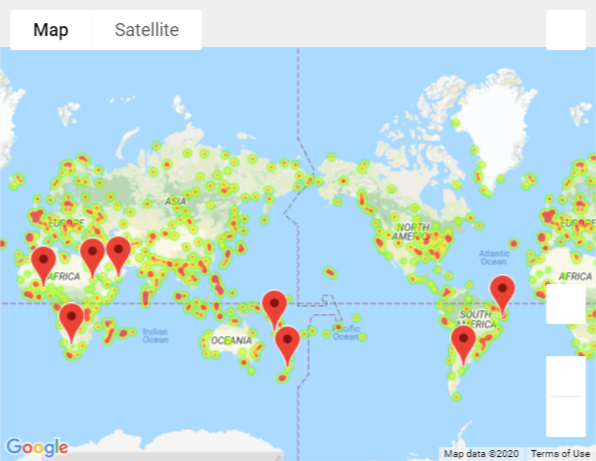 Map
Satellite
ASIA
EUROPE
NORTH
AMERICA
EUROPE
Atlantic
Ocean
AFRICA
AFRICA
SOUTH
AMERICA
Indian
Ocean
OCEANIA
Pacific
Ocean
Google
Map data ©2020
Terms of Use